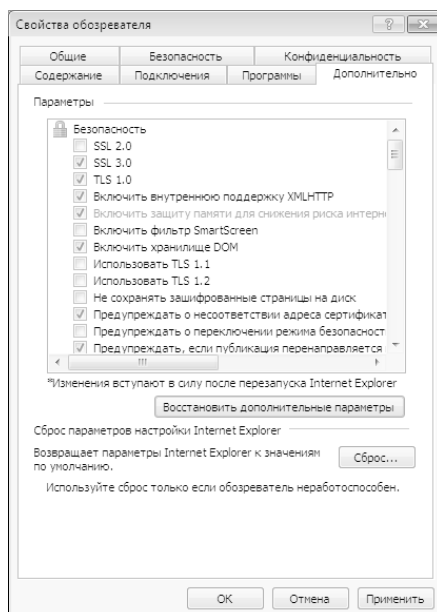 Свойства обозревателя
Общие Безопасность Конфиденциальность
Содержание Подключения Программы Дополнительно
Параметры
Безопасность
SSL 2.0
SSL 3.0
TLS 1.0
Включить внутреннюю поддержку XMLHTTP
Включить защиту памяти для снижения риска интерн
Включить фильтр SmartScreen
Включить хранилище DOM
Использовать TLS 1.1
Использовать TLS 1.2
Не сохранять зашифрованные страницы на диск
Предупреждать о несоответствии адреса сертификат
Предупреждать о переключении режима безопасност
Предупреждать, если публикация перенаправляется
*Изменения вступают в силу после перезапуска Internet Explorer
Восстановить дополнительные параметры
Сброс параметров настройки Internet Explorer
Возвращает параметры Internet Explorer к значениям
по умолчанию.
Сброс...
Используйте сброс только если обозреватель неработоспособен.
ОК Отмена Применить